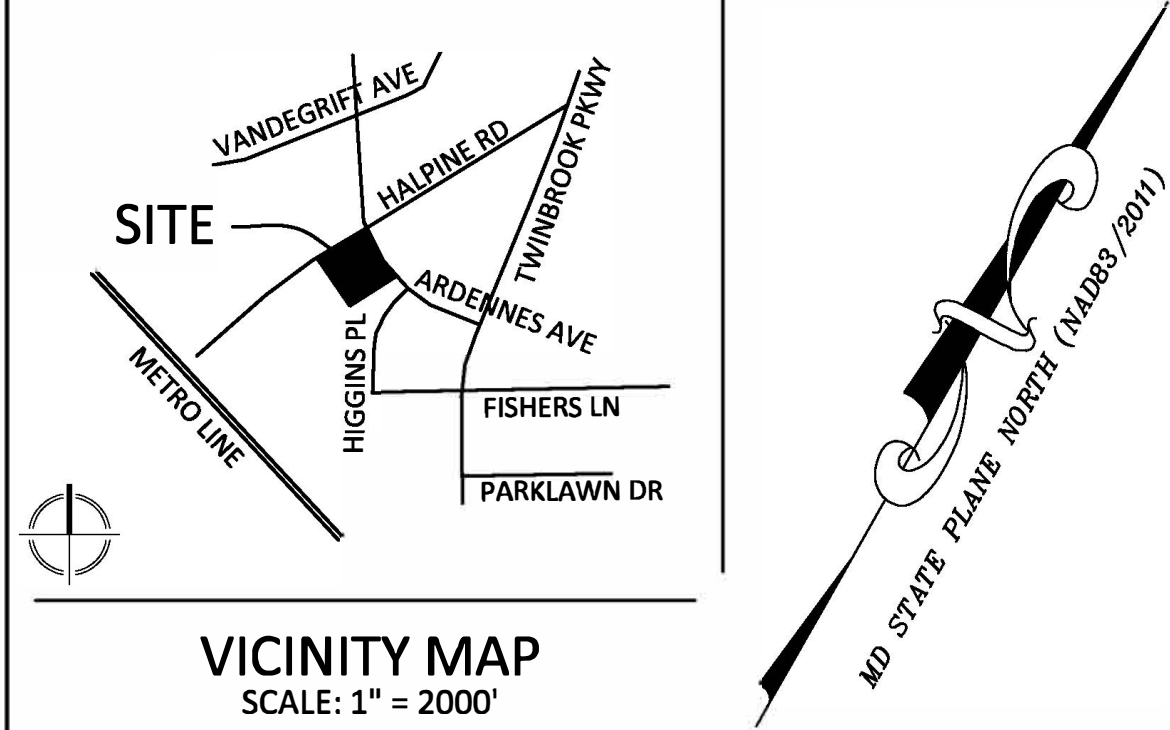 VANDEGRIFT AVE
HALPINE RD
TWINBROOK PKWY
SITE
ARDENNES AVE
METRO LINE
HIGGINS PL
FISHERS LN
PARKLAWN DR
VICINITY MAP
SCALE: 1" = 2000'
MD STATE PLANE NORTH (NAD83/2011)